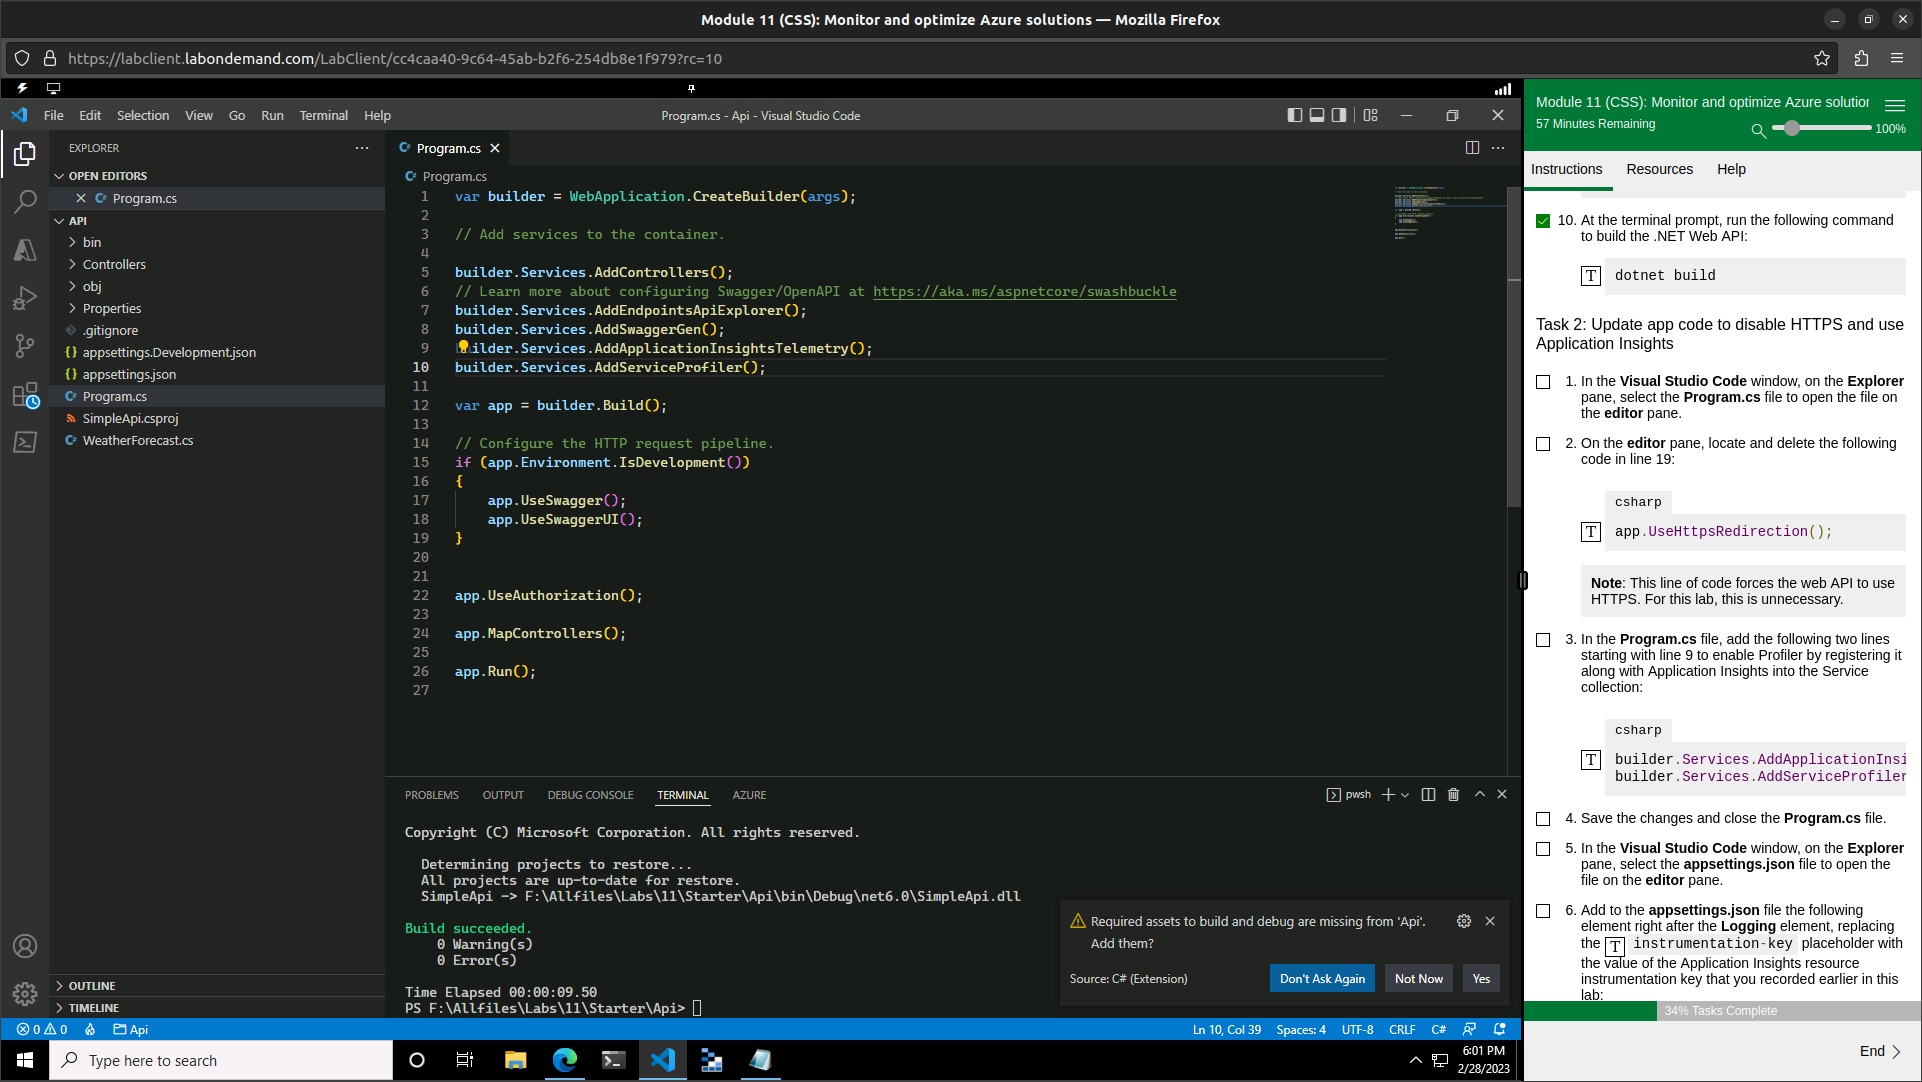 Module 11 (CSS): Monitor and optimize Azure solutions — Mozilla Firefox
https://labclient.labondemand.com/LabClient/cc4caa40-9c64-45ab-b2f6-254db8e1f979?rc=10
File Edit Selection View Go Run Terminal Help
Program.cs - Api - Visual Studio Code
EXPLORER
OPEN EDITORS
Program.cs
API
bin
Controllers
obj
Properties
.gitignore
appsettings.Development.json
appsettings.json
Program.cs
SimpleApi.csproj
WeatherForecast.cs
OUTLINE
TIMELINE
Program.cs
Program.cs
1 var builder = WebApplication.CreateBuilder(args);
2
3 // Add services to the container.
4
5 builder.Services.AddControllers();
6 // Learn more about configuring Swagger/OpenAPI at https://aka.ms/aspnetcore/swashbuckle
7 builder.Services.AddEndpointsApiExplorer();
8 builder.Services.AddSwaggerGen();
9 builder.Services.AddApplicationInsightsTelemetry();
10 builder.Services.AddServiceProfiler();
11
12 var app = builder.Build();
13
14 // Configure the HTTP request pipeline.
15 if (app.Environment.IsDevelopment())
16 {
17 app.UseSwagger();
18 app.UseSwaggerUI();
19 }
20
21
22 app.UseAuthorization();
23
24 app.MapControllers();
25
26 app.Run();
27
PROBLEMS OUTPUT DEBUG CONSOLE TERMINAL AZURE
pwsh
Copyright (C) Microsoft Corporation. All rights reserved.
Determining projects to restore...
All projects are up-to-date for restore.
SimpleApi -> F:\Allfiles\Labs\11\Starter\Api\bin\Debug\net6.0\SimpleApi.dll
Build succeeded.
0 Warning(s)
0 Error(s)
Time Elapsed 00:00:09.50
PS F:\Allfiles\Labs\11\Starter\Api>
Required assets to build and debug are missing from 'Api'.
Add them?
Source: C# (Extension)
Don't Ask Again
Not Now
Yes
0 0 Api
Ln 10, Col 39 Spaces: 4 UTF-8 CRLF C#
Type here to search
6:01 PM
2/28/2023
Module 11 (CSS): Monitor and optimize Azure solution
57 Minutes Remaining
100%
Instructions Resources Help
10. At the terminal prompt, run the following command
to build the .NET Web API:
T dotnet build
Task 2: Update app code to disable HTTPS and use
Application Insights
1. In the Visual Studio Code window, on the Explorer
pane, select the Program.cs file to open the file on
the editor pane.
2. On the editor pane, locate and delete the following
code in line 19:
csharp
T app.UseHttpsRedirection();
Note: This line of code forces the web API to use
HTTPS. For this lab, this is unnecessary.
3. In the Program.cs file, add the following two lines
starting with line 9 to enable Profiler by registering it
along with Application Insights into the Service
collection:
csharp
T builder.Services.AddApplicationInsi
builder.Services.AddServiceProfiler
4. Save the changes and close the Program.cs file.
5. In the Visual Studio Code window, on the Explorer
pane, select the appsettings.json file to open the
file on the editor pane.
6. Add to the appsettings.json file the following
element right after the Logging element, replacing
the T instrumentation-key placeholder with
the value of the Application Insights resource
instrumentation key that you recorded earlier in this
lab:
34% Tasks Complete
End